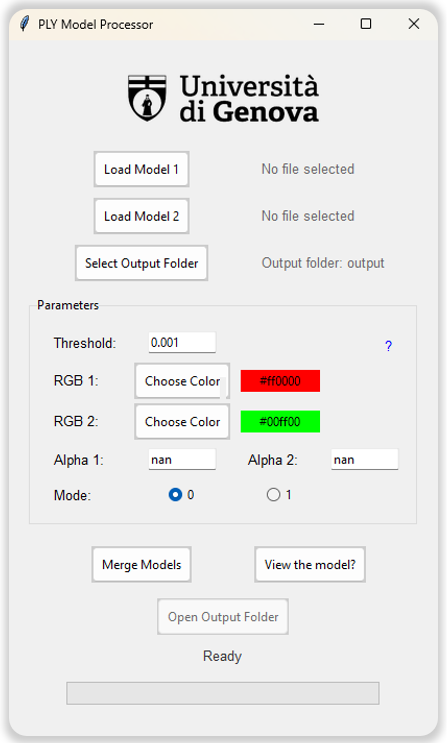 PLY Model Processor
Università
di Genova
Load Model 1 No file selected
Load Model 2 No file selected
Select Output Folder Output folder: output
Parameters
Threshold: 0.001 ?
RGB 1: Choose Color #ff0000
RGB 2: Choose Color #00ff00
Alpha 1: nan Alpha 2: nan
Mode: 0 1
Merge Models View the model?
Open Output Folder
Ready